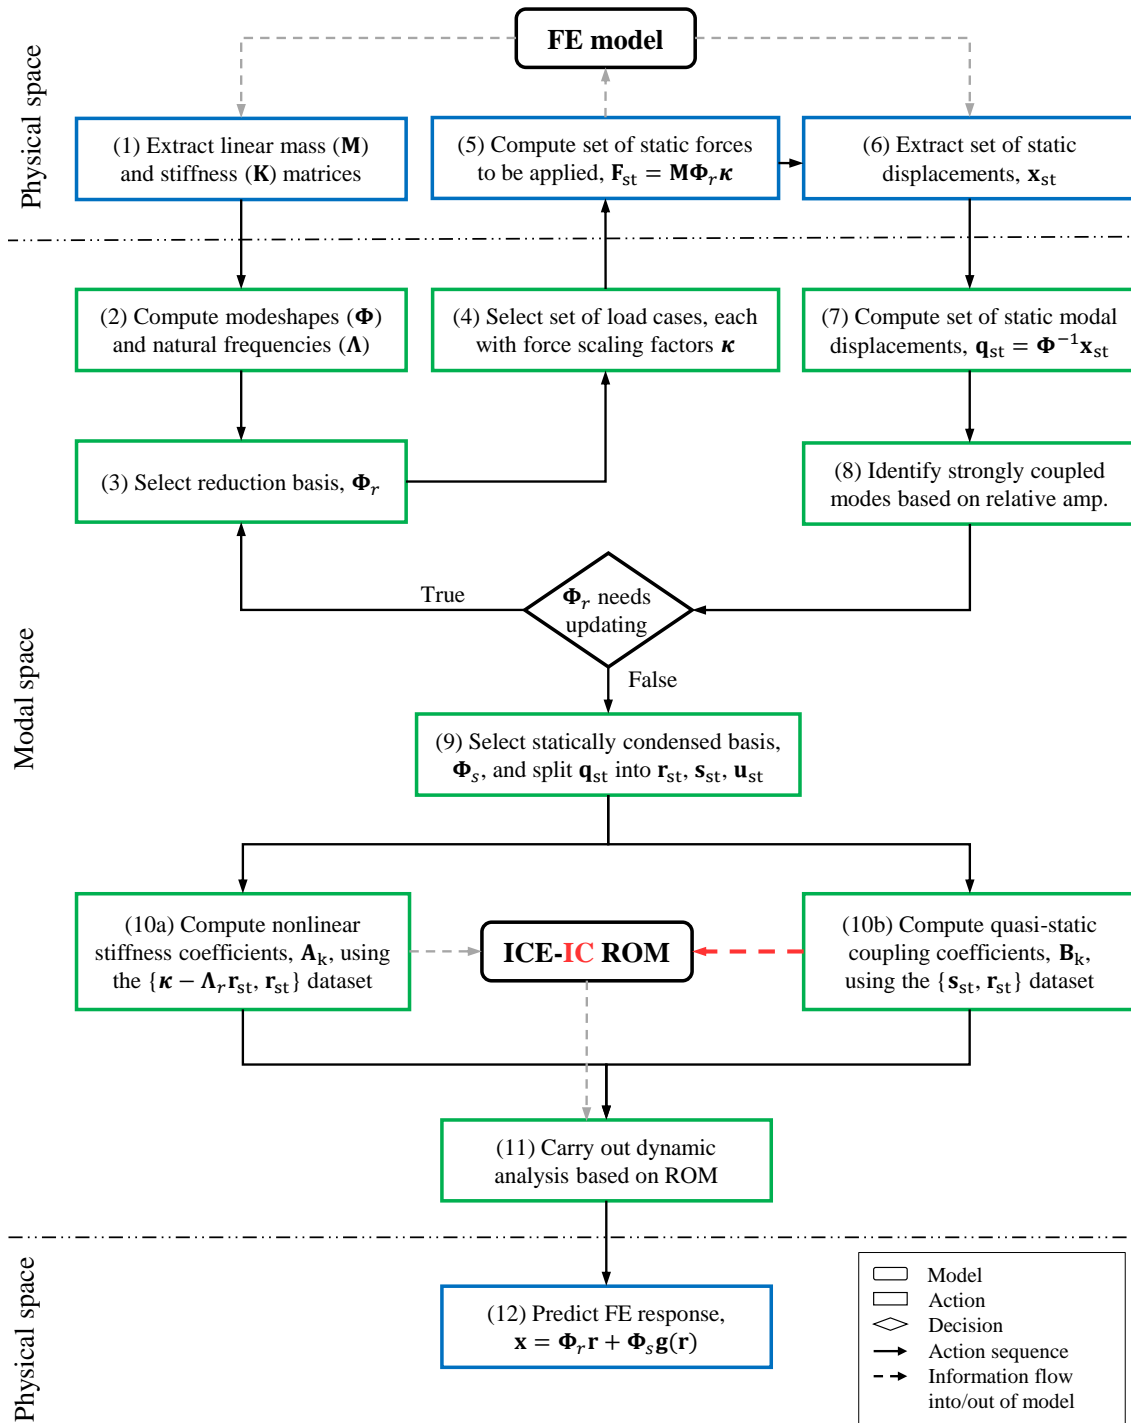 Physical space
FE model
(1) Extract linear mass (M)
and stiffness (K) matrices
(5) Compute set of static forces
to be applied, F_st = MΦ_rκ
(6) Extract set of static
displacements, x_st
Modal space
(2) Compute modeshapes (Φ)
and natural frequencies (Λ)
(4) Select set of load cases, each
with force scaling factors κ
(7) Compute set of static modal
displacements, q_st = Φ⁻¹x_st
(3) Select reduction basis, Φ_r
(8) Identify strongly coupled
modes based on relative amp.
True
Φ_r needs
updating
False
(9) Select statically condensed basis,
Φ_s, and split q_st into r_st, s_st, u_st
(10a) Compute nonlinear
stiffness coefficients, A_k, using
the {κ − Λ_r r_st, r_st} dataset
ICE-IC ROM
(10b) Compute quasi-static
coupling coefficients, B_k,
using the {s_st, r_st} dataset
(11) Carry out dynamic
analysis based on ROM
Physical space
(12) Predict FE response,
x = Φ_r r + Φ_s g(r)
Model
Action
Decision
Action sequence
Information flow
into/out of model